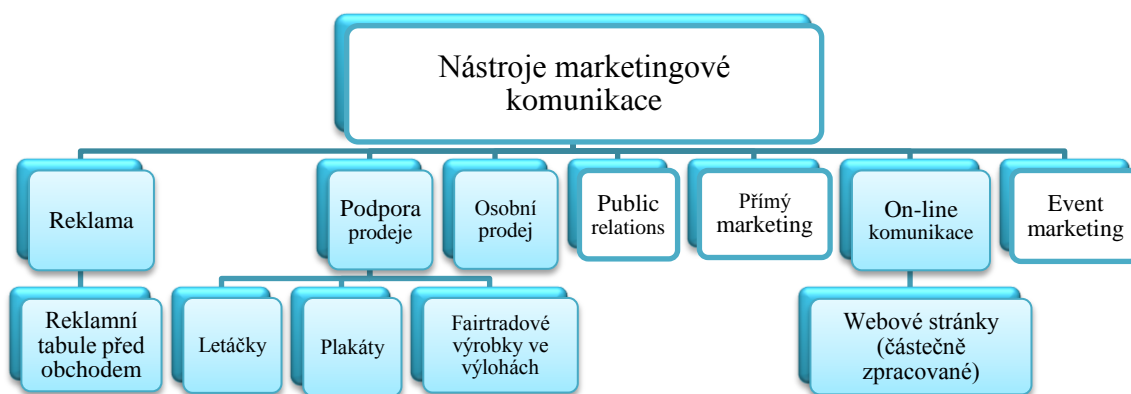 Nástroje marketingové
komunikace
Reklama
Podpora
prodeje
Osobní
prodej
Public
relations
Přímý
marketing
On-line
komunikace
Event
marketing
Reklamní
tabule před
obchodem
Letáčky
Plakáty
Fairtradové
výrobky ve
výlohách
Webové stránky
(částečně
zpracované)